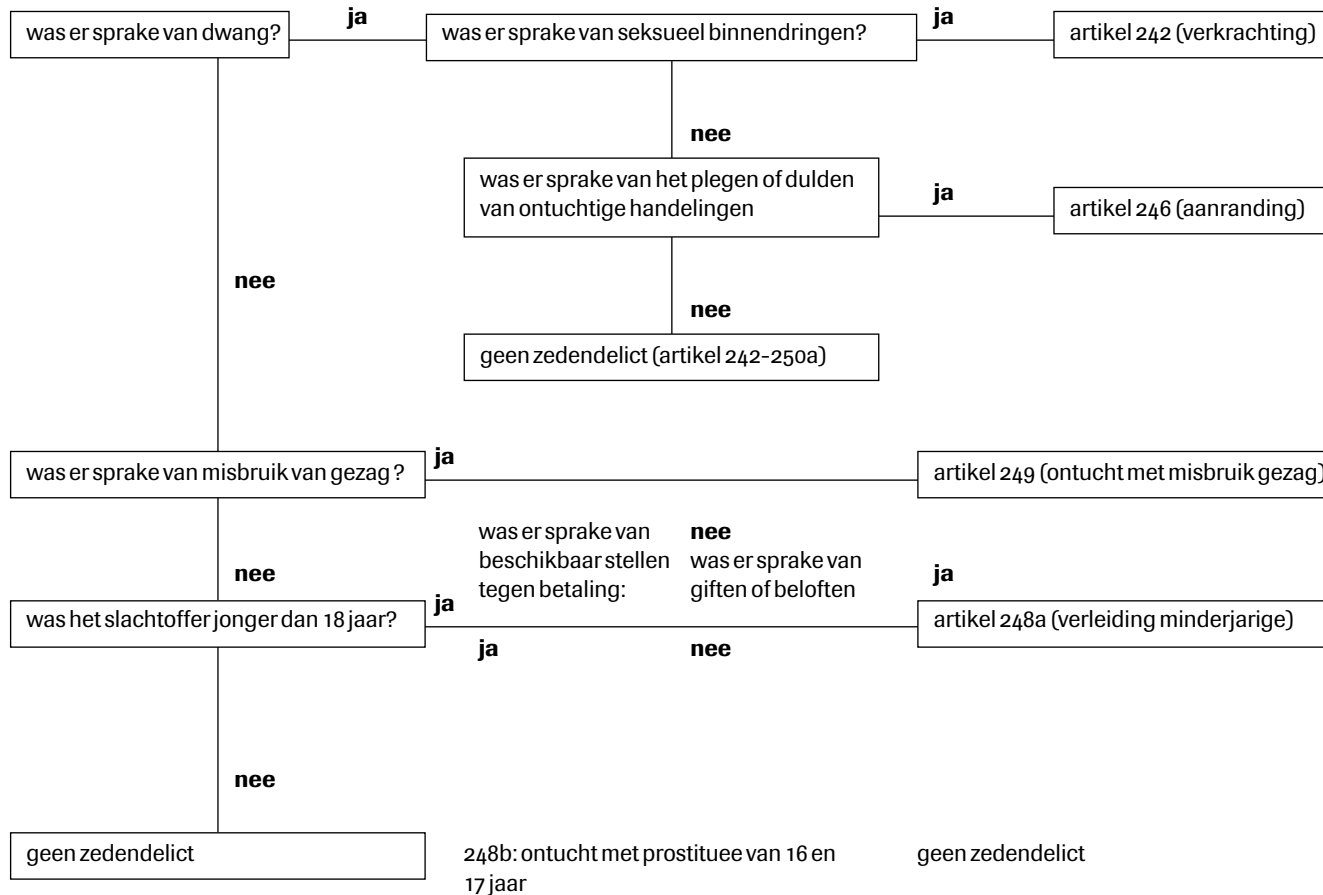 was er sprake van dwang?
ja
was er sprake van seksueel binnendringen?
ja
artikel 242 (verkrachting)
nee
was er sprake van het plegen of dulden
van ontuchtige handelingen
ja
artikel 246 (aanranding)
nee
nee
geen zedendelict (artikel 242-250a)
was er sprake van misbruik van gezag ?
ja
artikel 249 (ontucht met misbruik gezag)
nee
was er sprake van
beschikbaar stellen
tegen betaling:
nee
was er sprake van
giften of beloften
ja
was het slachtoffer jonger dan 18 jaar?
ja
artikel 248a (verleiding minderjarige)
ja
nee
nee
geen zedendelict
248b: ontucht met prostituee van 16 en
17 jaar
geen zedendelict